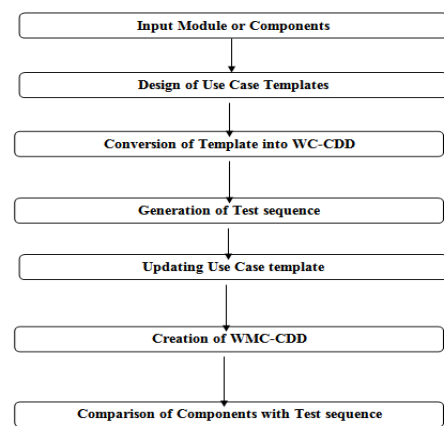 Input Module or Components
Design of Use Case Templates
Conversion of Template into WC-CDD
Generation of Test sequence
Updating Use Case template
Creation of WMC-CDD
Comparison of Components with Test sequence